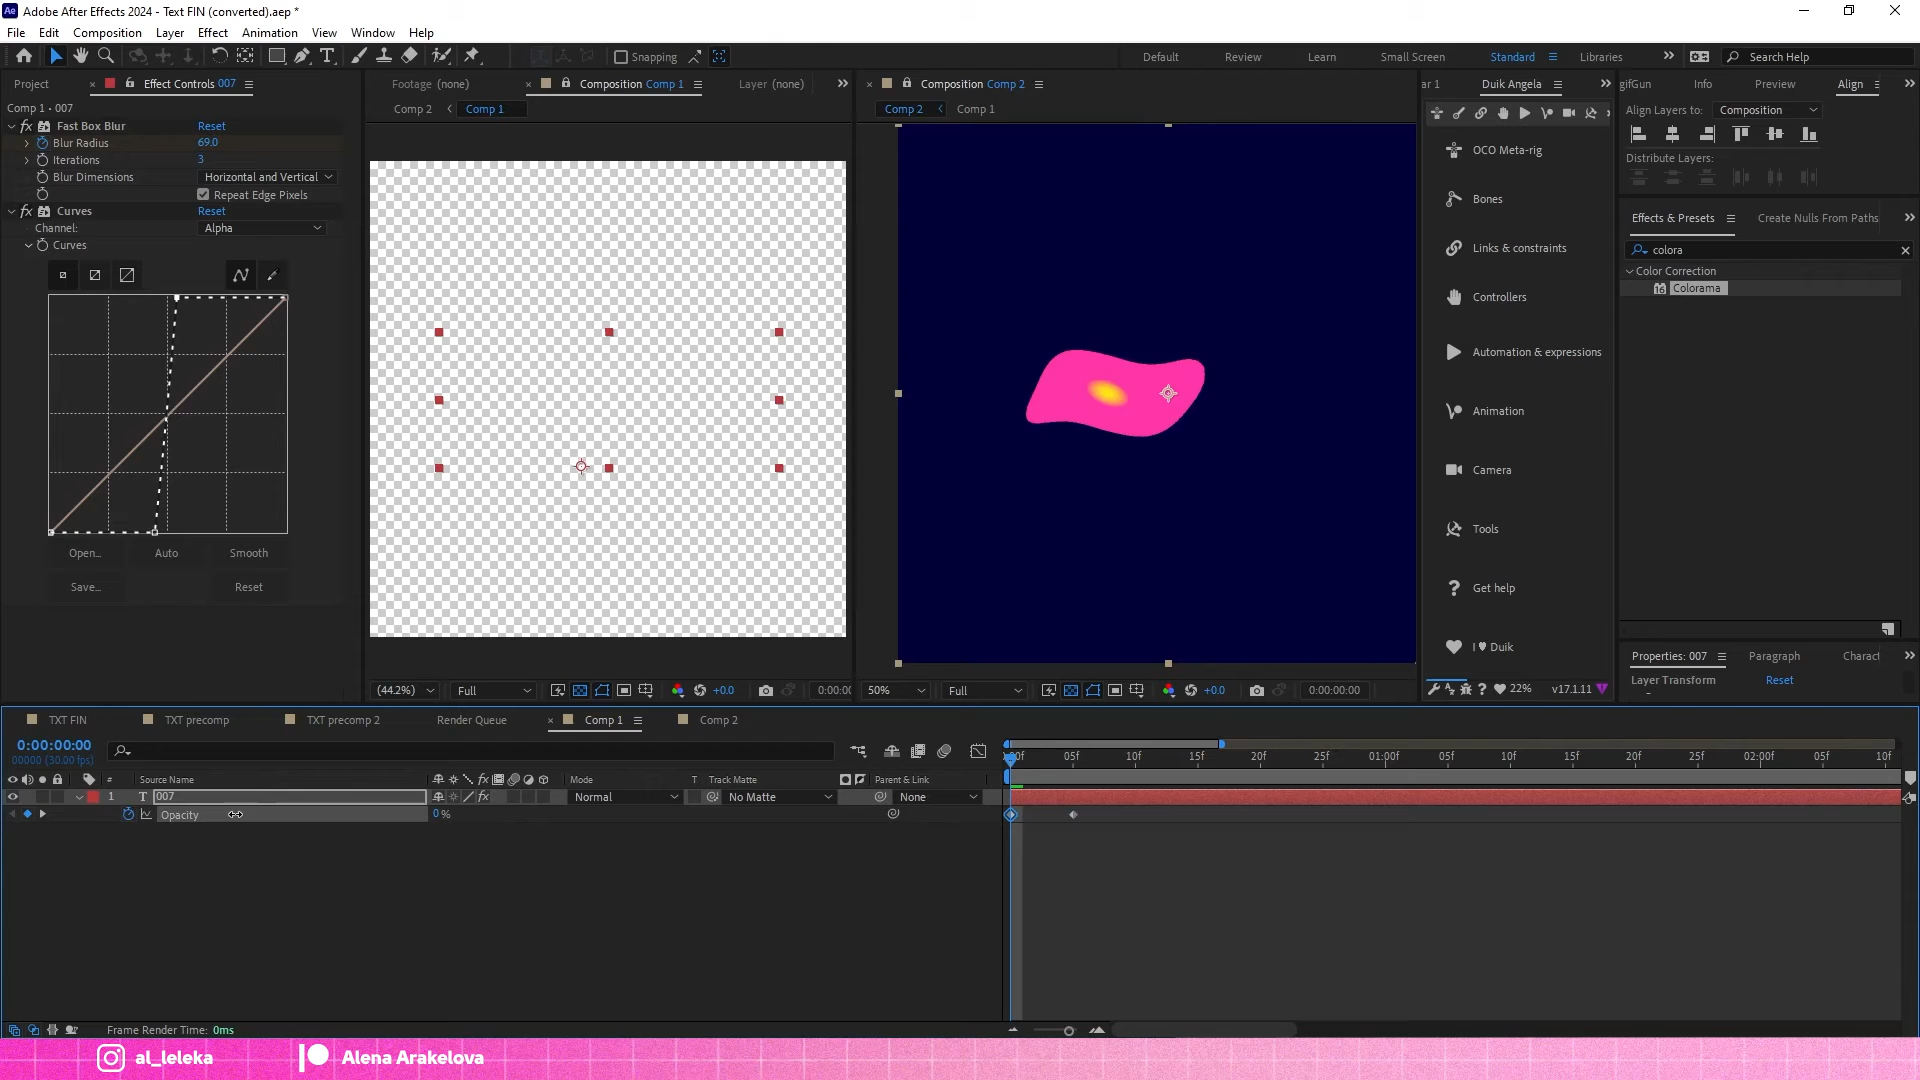 Adobe After Effects 2024 - Text FIN (converted).aep *
File Edit Composition Layer Effect Animation View Window Help
Snapping
Default Review Learn Small Screen Standard Libraries Search Help
Project Effect Controls 007
Comp 1 • 007
Fast Box Blur Reset
Blur Radius 69.0
Iterations 3
Blur Dimensions Horizontal and Vertical
Repeat Edge Pixels
Curves Reset
Channel: Alpha
Curves
Open... Auto Smooth
Save... Reset
Footage (none) Composition Comp 1 Layer (none)
Comp 2 Comp 1
(44.2%) Full +0.0 0:00:00
Composition Comp 2
Comp 2 Comp 1
50% Full +0.0 0:00:00:00
ar 1 Duik Angela
OCO Meta-rig
Bones
Links & constraints
Controllers
Automation & expressions
Animation
Camera
Tools
Get help
I ♥ Duik
22% v17.1.11
gifGun Info Preview Align
Align Layers to: Composition
Distribute Layers:
Effects & Presets Create Nulls From Paths
colora
Color Correction
Colorama
Properties: 007 Paragraph Charact
Layer Transform Reset
TXT FIN TXT precomp TXT precomp 2 Render Queue Comp 1 Comp 2
0:00:00:00
00000 (30.00 fps)
# Source Name Mode T Track Matte Parent & Link
1 T 007 Normal No Matte None
Opacity 0 %
00f 05f 10f 15f 20f 25f 01:00f 05f 10f 15f 20f 25f 02:00f 05f 10f
Frame Render Time: 0ms
al_leleka Alena Arakelova